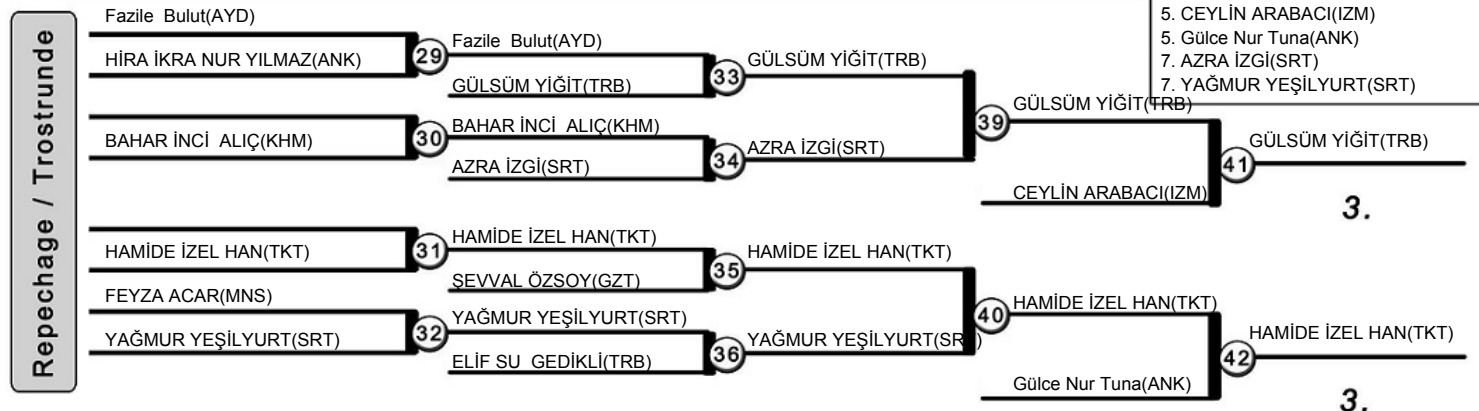 Repechage / Trostrunde
Fazile Bulut(AYD)
HİRA İKRA NUR YILMAZ(ANK)
29
Fazile Bulut(AYD)
GÜLSÜM YİĞİT(TRB)
33
GÜLSÜM YİĞİT(TRB)
BAHAR İNCİ ALIÇ(KHM)
30
BAHAR İNCİ ALIÇ(KHM)
AZRA İZGİ(SRT)
34
AZRA İZGİ(SRT)
39
GÜLSÜM YİĞİT(TRB)
CEYLİN ARABACI(IZM)
41
GÜLSÜM YİĞİT(TRB)
3.
HAMİDE İZEL HAN(TKT)
31
HAMİDE İZEL HAN(TKT)
ŞEVVAL ÖZSOY(GZT)
35
HAMİDE İZEL HAN(TKT)
FEYZA ACAR(MNS)
YAĞMUR YEŞİLYURT(SRT)
32
YAĞMUR YEŞİLYURT(SRT)
ELİF SU GEDİKLİ(TRB)
36
YAĞMUR YEŞİLYURT(SRT)
40
HAMİDE İZEL HAN(TKT)
Gülce Nur Tuna(ANK)
42
HAMİDE İZEL HAN(TKT)
3.
5. CEYLİN ARABACI(IZM)
5. Gülce Nur Tuna(ANK)
7. AZRA İZGİ(SRT)
7. YAĞMUR YEŞİLYURT(SRT)